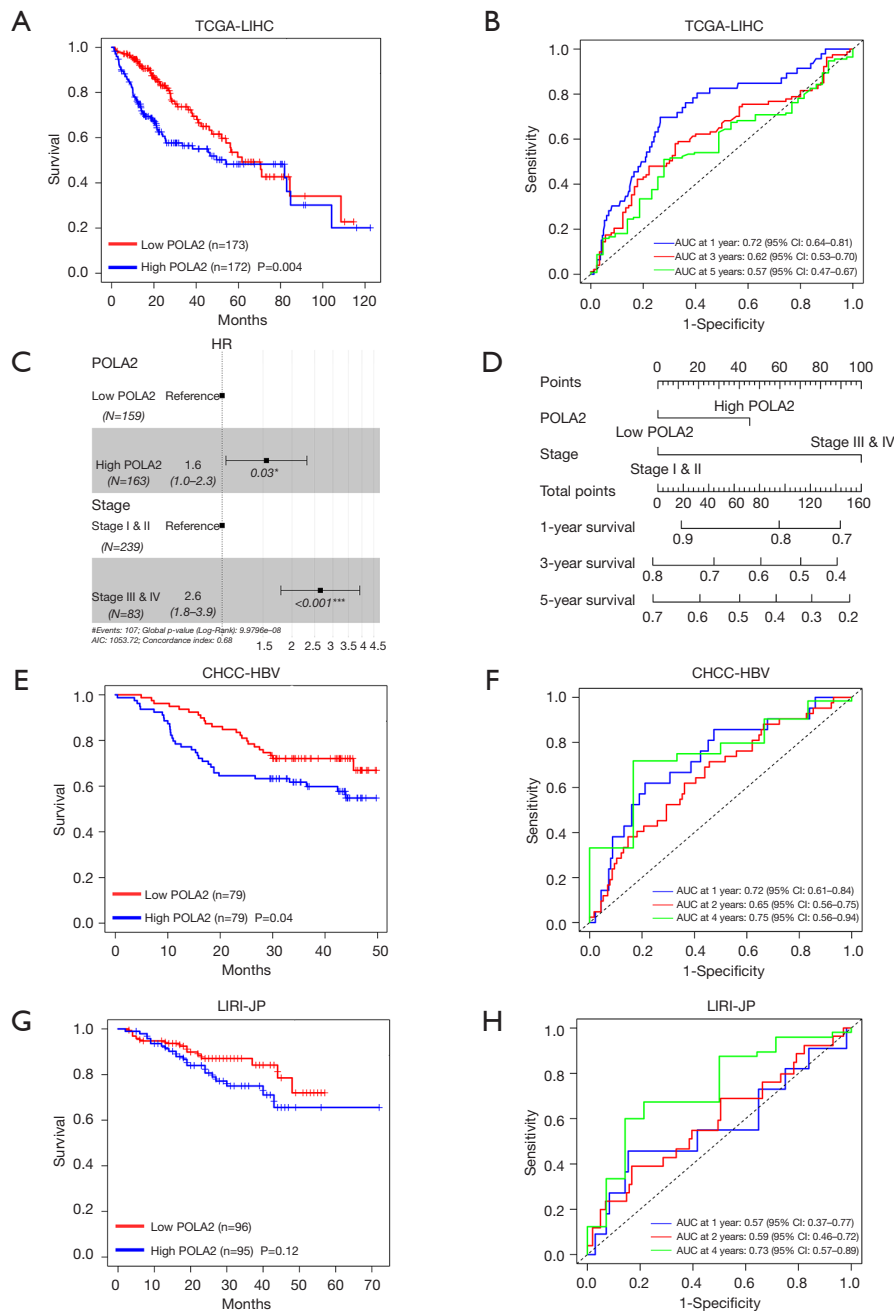 A
TCGA-LIHC
Survival
1.0
0.8
0.6
0.4
0.2
0.0
Low POLA2 (n=173)
High POLA2 (n=172) P=0.004
0 20 40 60 80 100 120
Months
B
TCGA-LIHC
Sensitivity
1.0
0.8
0.6
0.4
0.2
0.0
AUC at 1 year: 0.72 (95% CI: 0.64–0.81)
AUC at 3 years: 0.62 (95% CI: 0.53–0.70)
AUC at 5 years: 0.57 (95% CI: 0.47–0.67)
0.0 0.2 0.4 0.6 0.8 1.0
1-Specificity
C
HR
POLA2
Low POLA2 Reference
(N=159)
High POLA2 1.6
(N=163) (1.0–2.3)
0.03*
Stage
Stage I & II Reference
(N=239)
Stage III & IV 2.6
(N=83) (1.8–3.9)
<0.001***
#Events: 107; Global p-value (Log-Rank): 9.9796e–08
AIC: 1053.72; Concordance index: 0.68
1.5 2 2.5 3 3.5 4 4.5
D
0 20 40 60 80 100
Points
POLA2
High POLA2
Low POLA2
Stage III & IV
Stage
Stage I & II
Total points
0 20 40 60 80 100 120 160
1-year survival
0.9 0.8 0.7
3-year survival
0.8 0.7 0.6 0.5 0.4
5-year survival
0.7 0.6 0.5 0.4 0.3 0.2
E
CHCC-HBV
Survival
1.0
0.8
0.6
0.4
0.2
0.0
Low POLA2 (n=79)
High POLA2 (n=79) P=0.04
0 10 20 30 40 50
Months
F
CHCC-HBV
Sensitivity
1.0
0.8
0.6
0.4
0.2
0.0
AUC at 1 year: 0.72 (95% CI: 0.61–0.84)
AUC at 2 years: 0.65 (95% CI: 0.56–0.75)
AUC at 4 years: 0.75 (95% CI: 0.56–0.94)
0.0 0.2 0.4 0.6 0.8 1.0
1-Specificity
G
LIRI-JP
Survival
1.0
0.8
0.6
0.4
0.2
0.0
Low POLA2 (n=96)
High POLA2 (n=95) P=0.12
0 10 20 30 40 50 60 70
Months
H
LIRI-JP
Sensitivity
1.0
0.8
0.6
0.4
0.2
0.0
AUC at 1 year: 0.57 (95% CI: 0.37–0.77)
AUC at 2 years: 0.59 (95% CI: 0.46–0.72)
AUC at 4 years: 0.73 (95% CI: 0.57–0.89)
0.0 0.2 0.4 0.6 0.8 1.0
1-Specificity